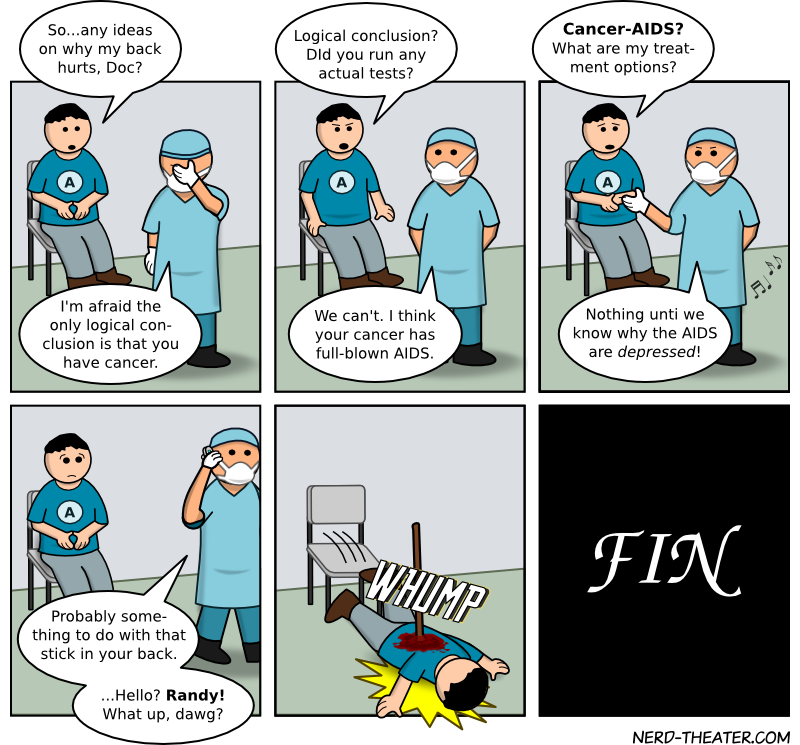 So...any ideas
on why my back
hurts, Doc?
A
I'm afraid the
only logical con-
clusion is that you
have cancer.
Logical conclusion?
DId you run any
actual tests?
A
We can't. I think
your cancer has
full-blown AIDS.
Cancer-AIDS?
What are my treat-
ment options?
A
Nothing unti we
know why the AIDS
are depressed!
A
Probably some-
thing to do with that
stick in your back.
...Hello? Randy!
What up, dawg?
WHUMP
FIN
NERD-THEATER.COM